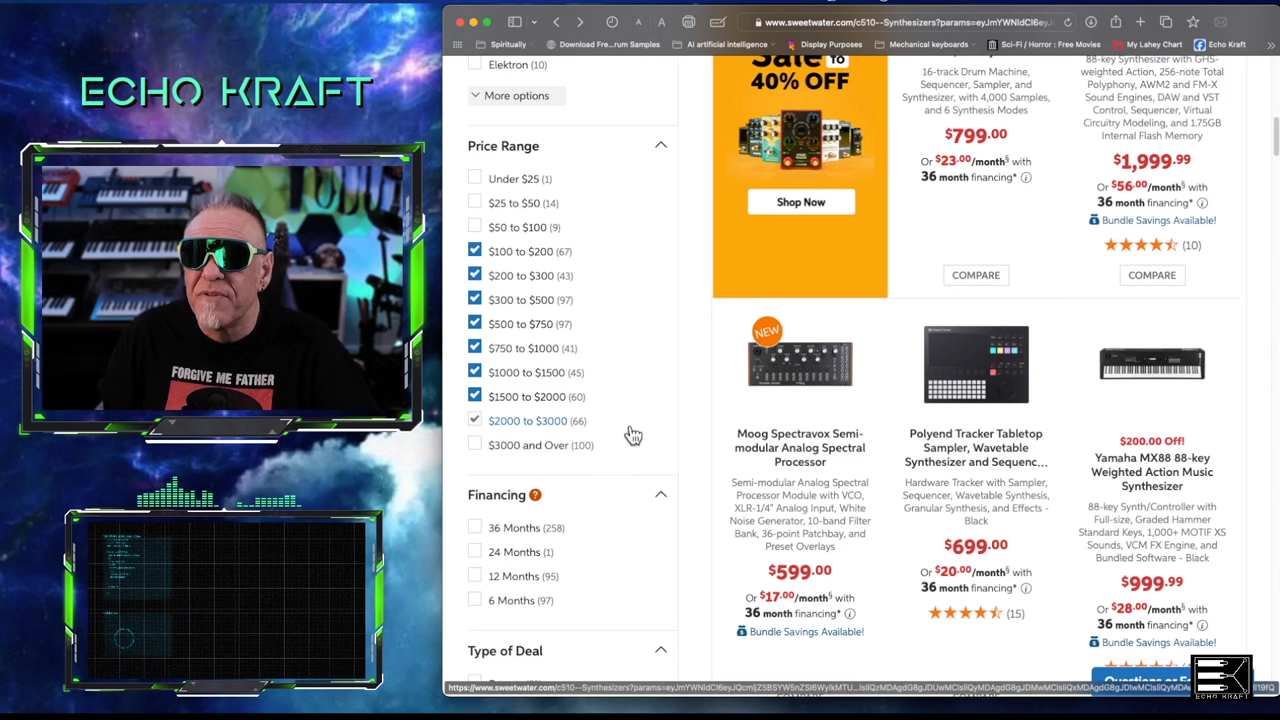 www.sweetwater.com/c510--Synthesizers?params=eyJmYWNldCI6eyJ
Spiritually
Download Fre...rum Samples
AI artificial intelligence
Display Purposes
Mechanical keyboards
Sci-Fi / Horror : Free Movies
My Lahey Chart
Echo Kraft
ECHO KRAFT
FORGIVE ME FATHER
Elektron (10)
More options
Price Range
Under $25 (1)
$25 to $50 (14)
$50 to $100 (9)
$100 to $200 (67)
$200 to $300 (43)
$300 to $500 (97)
$500 to $750 (97)
$750 to $1000 (41)
$1000 to $1500 (45)
$1500 to $2000 (60)
$2000 to $3000 (66)
$3000 and Over (100)
Financing ?
36 Months (258)
24 Months (1)
12 Months (95)
6 Months (97)
Type of Deal
Sale TO
40% OFF
Shop Now
16-track Drum Machine,
Sequencer, Sampler, and
Synthesizer, with 4,000 Samples,
and 6 Synthesis Modes
$799.00
Or $23.00/month§ with
36 month financing* i
COMPARE
88-key Synthesizer with GHS-
weighted Action, 256-note Total
Polyphony, AWM2 and FM-X
Sound Engines, DAW and VST
Control, Sequencer, Virtual
Circuitry Modeling, and 1.75GB
Internal Flash Memory
$1,999.99
Or $56.00/month§ with
36 month financing* i
Bundle Savings Available!
(10)
COMPARE
NEW
Moog Spectravox Semi-
modular Analog Spectral
Processor
Semi-modular Analog Spectral
Processor Module with VCO,
XLR-1/4" Analog Input, White
Noise Generator, 10-band Filter
Bank, 36-point Patchbay, and
Preset Overlays
$599.00
Or $17.00/month§ with
36 month financing* i
Bundle Savings Available!
Polyend Tracker Tabletop
Sampler, Wavetable
Synthesizer and Sequenc...
Hardware Tracker with Sampler,
Sequencer, Wavetable Synthesis,
Granular Synthesis, and Effects -
Black
$699.00
Or $20.00/month§ with
36 month financing* i
(15)
$200.00 Off!
Yamaha MX88 88-key
Weighted Action Music
Synthesizer
88-key Synth/Controller with
Full-size, Graded Hammer
Standard Keys, 1,000+ MOTIF XS
Sounds, VCM FX Engine, and
Bundled Software - Black
$999.99
Or $28.00/month§ with
36 month financing* i
Bundle Savings Available!
Questions or
ECHO KRAFT